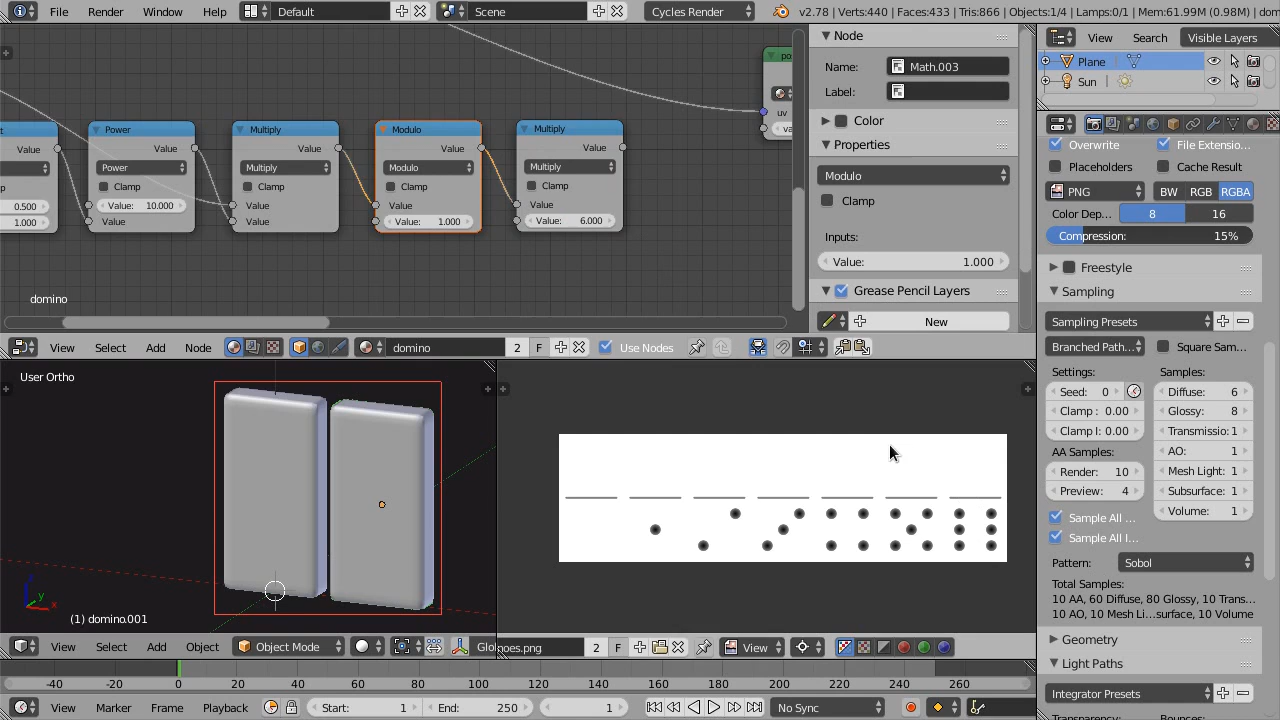 File Render Window Help Default Scene Cycles Render v2.78 | Verts:440 | Faces:433 | Tris:866 | Objects:1/4 | Lamps:0/1 | Mem:61.99M (0.98M) | dom
Node
Name: Math.003
Label:
Color
Properties
Modulo
Clamp
Inputs:
Value: 1.000
Grease Pencil Layers
New
po
uv
va
t
Value
0.500
1.000
Power
Value
Power
Clamp
Value: 10.000
Value
Multiply
Value
Multiply
Clamp
Value
Value
Modulo
Value
Modulo
Clamp
Value
Value: 1.000
Multiply
Value
Multiply
Clamp
Value
Value: 6.000
domino
View Select Add Node domino 2 F Use Nodes
User Ortho
(1) domino.001
View Select Add Object Object Mode Glo
oes.png 2 F View
-40 -20 0 20 40 60 80 100 120 140 160 180 200 220 240 260
View Marker Frame Playback Start: 1 End: 250 1 No Sync
View Search Visible Layers
Plane
Sun
Overwrite File Extensio...
Placeholders Cache Result
PNG BW RGB RGBA
Color Dep... 8 16
Compression: 15%
Freestyle
Sampling
Sampling Presets
Branched Path... Square Sam...
Settings: Samples:
Seed: 0 Diffuse: 6
Clamp : 0.00 Glossy: 8
Clamp I: 0.00 Transmissio: 1
AA Samples: AO: 1
Render: 10 Mesh Light: 1
Preview: 4 Subsurface: 1
Sample All ... Volume: 1
Sample All I...
Pattern: Sobol
Total Samples:
10 AA, 60 Diffuse, 80 Glossy, 10 Trans...
10 AO, 10 Mesh Li...surface, 10 Volume
Geometry
Light Paths
Integrator Presets